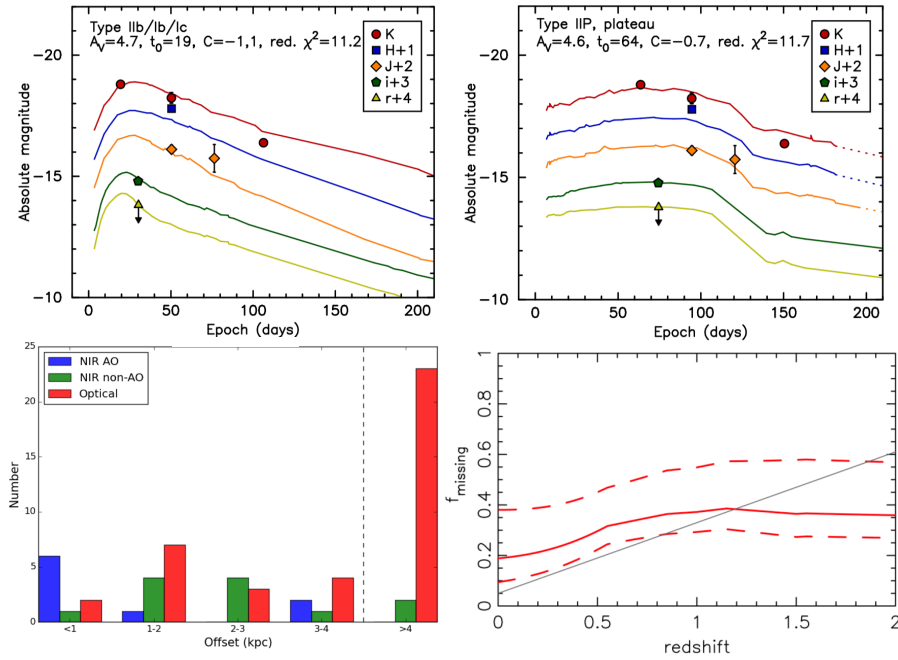 Type IIb/Ib/Ic
A_V=4.7, t_0=19, C=−1,1, red. χ²=11.2
K
H+1
J+2
i+3
r+4
Absolute magnitude
−20
−15
−10
0
50
100
150
200
Epoch (days)
Type IIP, plateau
A_V=4.6, t_0=64, C=−0.7, red. χ²=11.7
K
H+1
J+2
i+3
r+4
Absolute magnitude
−20
−15
−10
0
50
100
150
200
Epoch (days)
NIR AO
NIR non-AO
Optical
Number
25
20
15
10
5
0
<1
1-2
2-3
3-4
>4
Offset (kpc)
f_missing
1
0.8
0.6
0.4
0.2
0
0
0.5
1
1.5
2
redshift